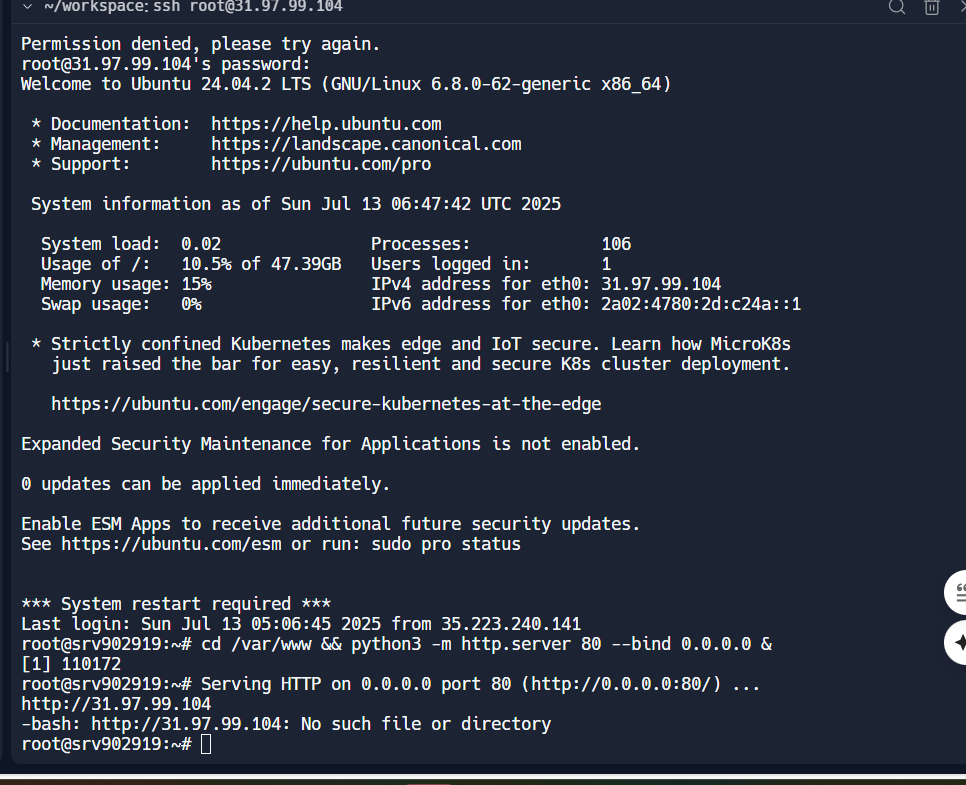 ~/workspace: ssh root@31.97.99.104
Permission denied, please try again.
root@31.97.99.104's password:
Welcome to Ubuntu 24.04.2 LTS (GNU/Linux 6.8.0-62-generic x86_64)
* Documentation:  https://help.ubuntu.com
* Management:     https://landscape.canonical.com
* Support:        https://ubuntu.com/pro
System information as of Sun Jul 13 06:47:42 UTC 2025
System load:  0.02               Processes:             106
Usage of /:   10.5% of 47.39GB   Users logged in:       1
Memory usage: 15%                IPv4 address for eth0: 31.97.99.104
Swap usage:   0%                 IPv6 address for eth0: 2a02:4780:2d:c24a::1
* Strictly confined Kubernetes makes edge and IoT secure. Learn how MicroK8s
just raised the bar for easy, resilient and secure K8s cluster deployment.
https://ubuntu.com/engage/secure-kubernetes-at-the-edge
Expanded Security Maintenance for Applications is not enabled.
0 updates can be applied immediately.
Enable ESM Apps to receive additional future security updates.
See https://ubuntu.com/esm or run: sudo pro status
*** System restart required ***
Last login: Sun Jul 13 05:06:45 2025 from 35.223.240.141
root@srv902919:~# cd /var/www && python3 -m http.server 80 --bind 0.0.0.0 &
[1] 110172
root@srv902919:~# Serving HTTP on 0.0.0.0 port 80 (http://0.0.0.0:80/) ...
http://31.97.99.104
-bash: http://31.97.99.104: No such file or directory
root@srv902919:~#